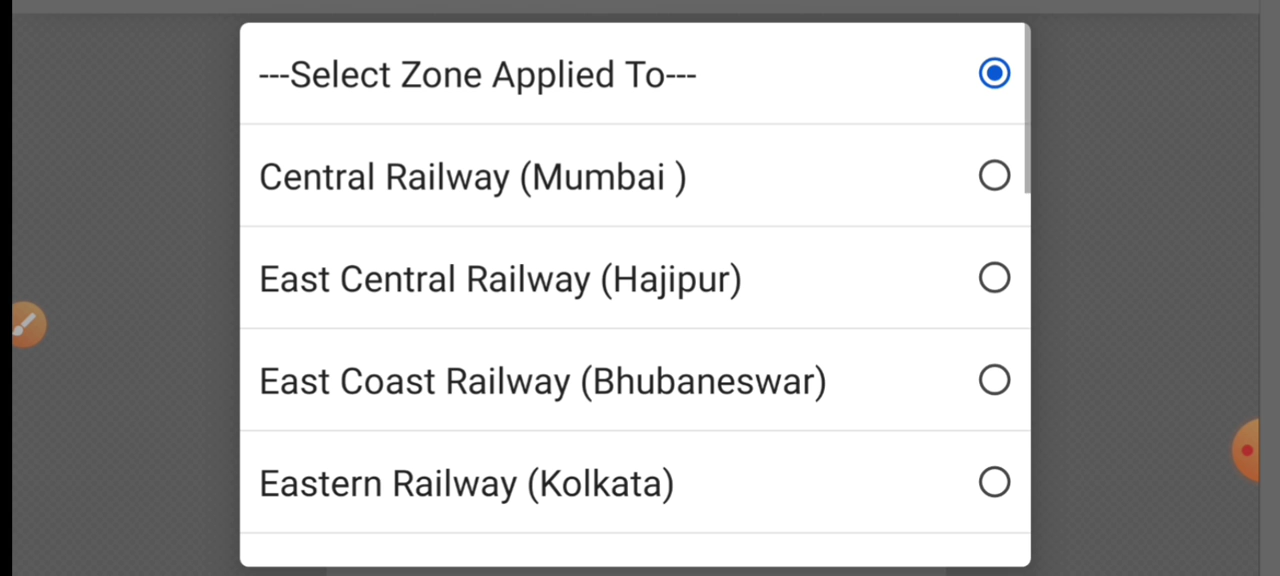 ---Select Zone Applied To---
Central Railway (Mumbai )
East Central Railway (Hajipur)
East Coast Railway (Bhubaneswar)
Eastern Railway (Kolkata)